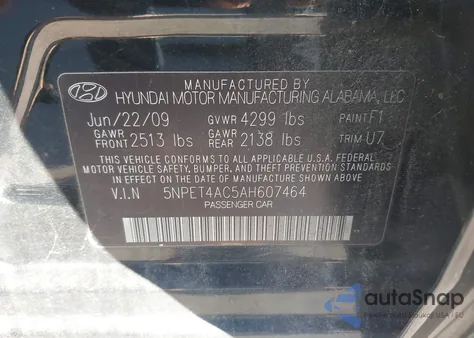 MANUFACTURED BY
HYUNDAI MOTOR MANUFACTURING ALABAMA, LLC
Jun/22/09 GVWR 4299 lbs PAINT F1
GAWR FRONT 2513 lbs GAWR REAR 2138 lbs TRIM U7
THIS VEHICLE CONFORMS TO ALL APPLICABLE U.S.A FEDERAL
MOTOR VEHICLE SAFETY, BUMPER, AND THEFT PREVENTION
STANDARDS IN EFFECT ON THE DATE OF MANUFACTURE
SHOWN ABOVE.
V.I.N 5NPET4AC5AH607464
PASSENGER CAR
autoSnap
USA - EU